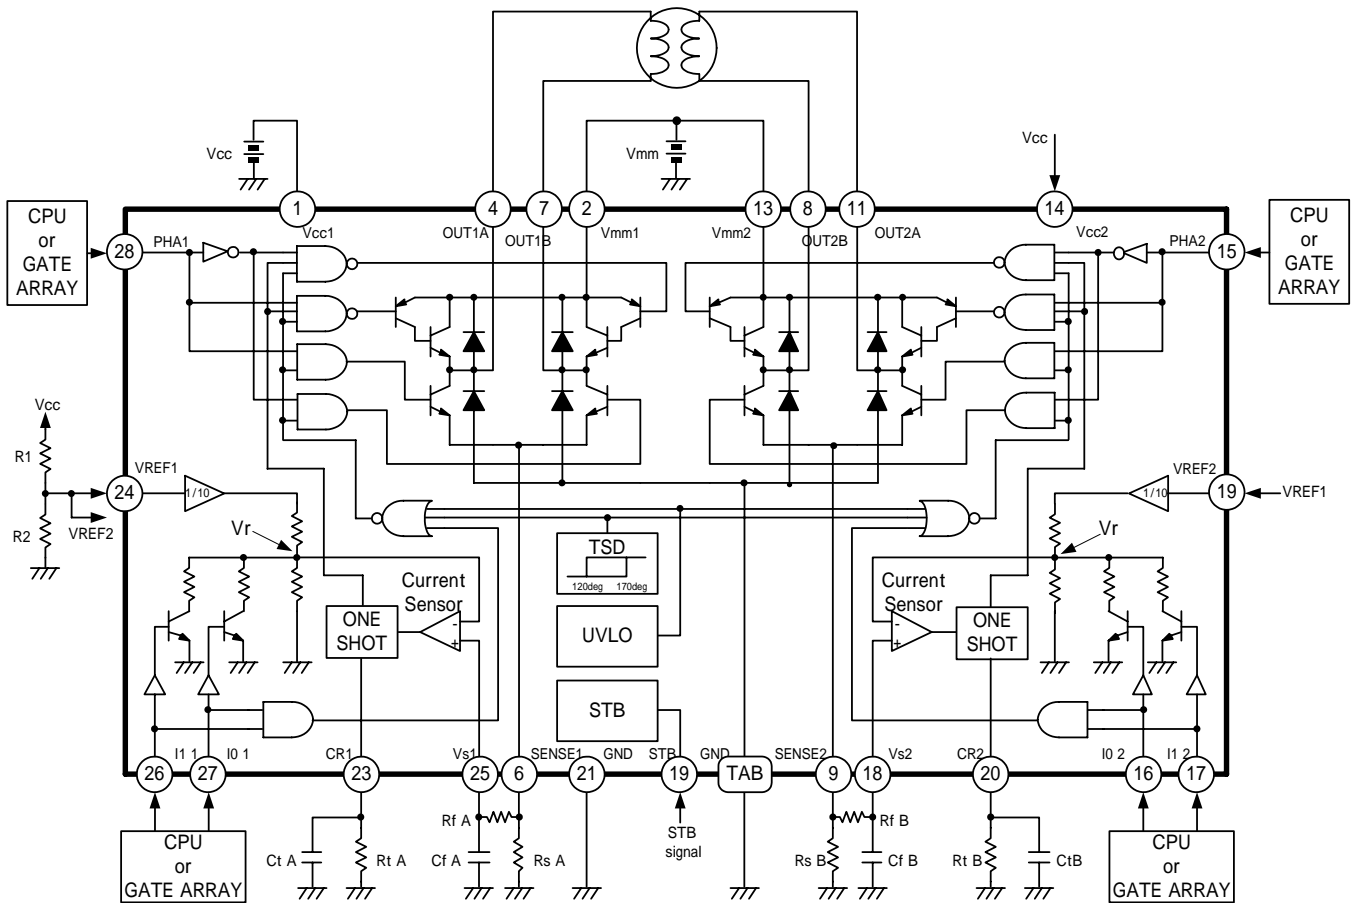 Vcc
Vmm
Vcc
1
4
7
2
13
8
11
14
CPU
or
GATE
ARRAY
28
PHA1
Vcc1
OUT1A
OUT1B
Vmm1
Vmm2
OUT2B
OUT2A
Vcc2
PHA2
15
CPU
or
GATE
ARRAY
Vcc
R1
R2
24
VREF1
1/10
VREF2
Vr
VREF2
1/10
19
VREF1
Vr
TSD
120deg 170deg
UVLO
STB
Current
Sensor
-
+
ONE
SHOT
Current
Sensor
-
+
ONE
SHOT
I1 1
I0 1
CR1
Vs1
SENSE1
GND
STB
GND
SENSE2
Vs2
CR2
I0 2
I1 2
26
27
23
25
6
21
19
TAB
9
18
20
16
17
CPU
or
GATE ARRAY
Ct A
Rt A
Rf A
Cf A
Rs A
STB
signal
Rs B
Rf B
Cf B
Rt B
CtB
CPU
or
GATE ARRAY